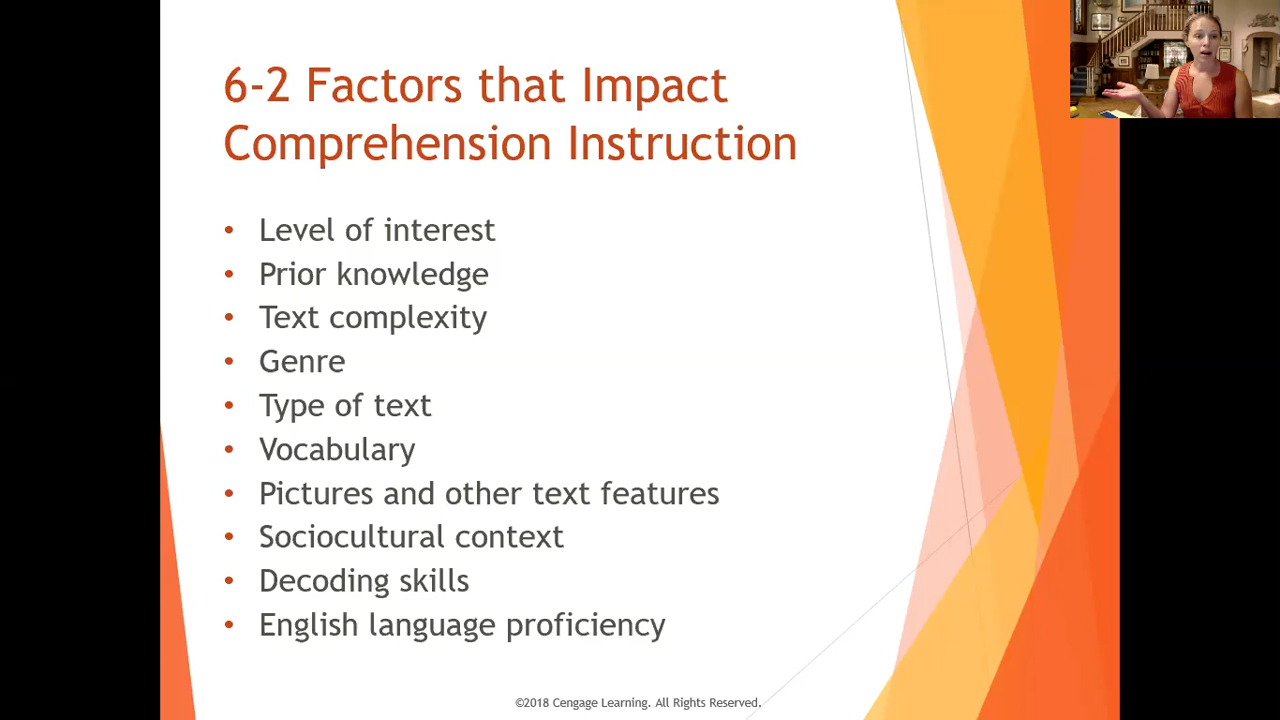 6-2 Factors that Impact
Comprehension Instruction
• Level of interest
• Prior knowledge
• Text complexity
• Genre
• Type of text
• Vocabulary
• Pictures and other text features
• Sociocultural context
• Decoding skills
• English language proficiency
©2018 Cengage Learning. All Rights Reserved.